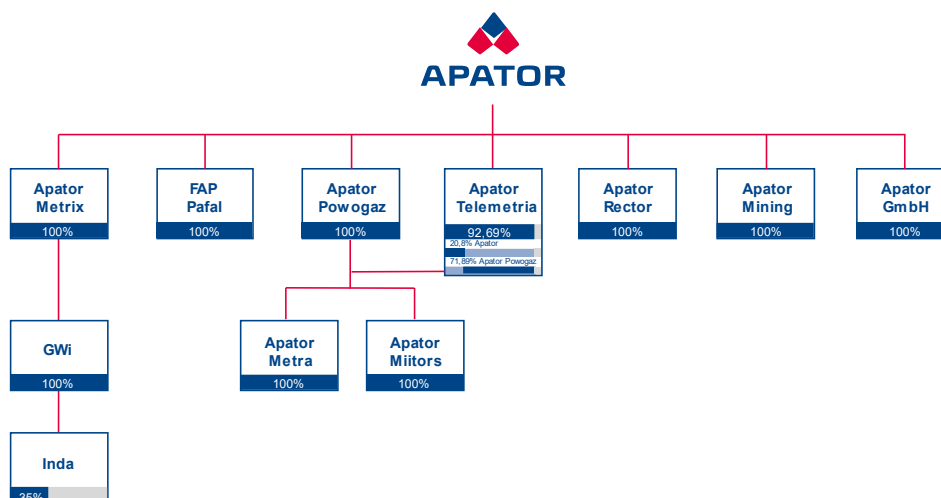 APATOR
Apator
Metrix
100%
FAP
Pafal
100%
Apator
Powogaz
100%
Apator
Telemetria
92,69%
20,8% Apator
71,89% Apator Powogaz
Apator
Rector
100%
Apator
Mining
100%
Apator
GmbH
100%
GWi
100%
Apator
Metra
100%
Apator
Miitors
100%
Inda
35%